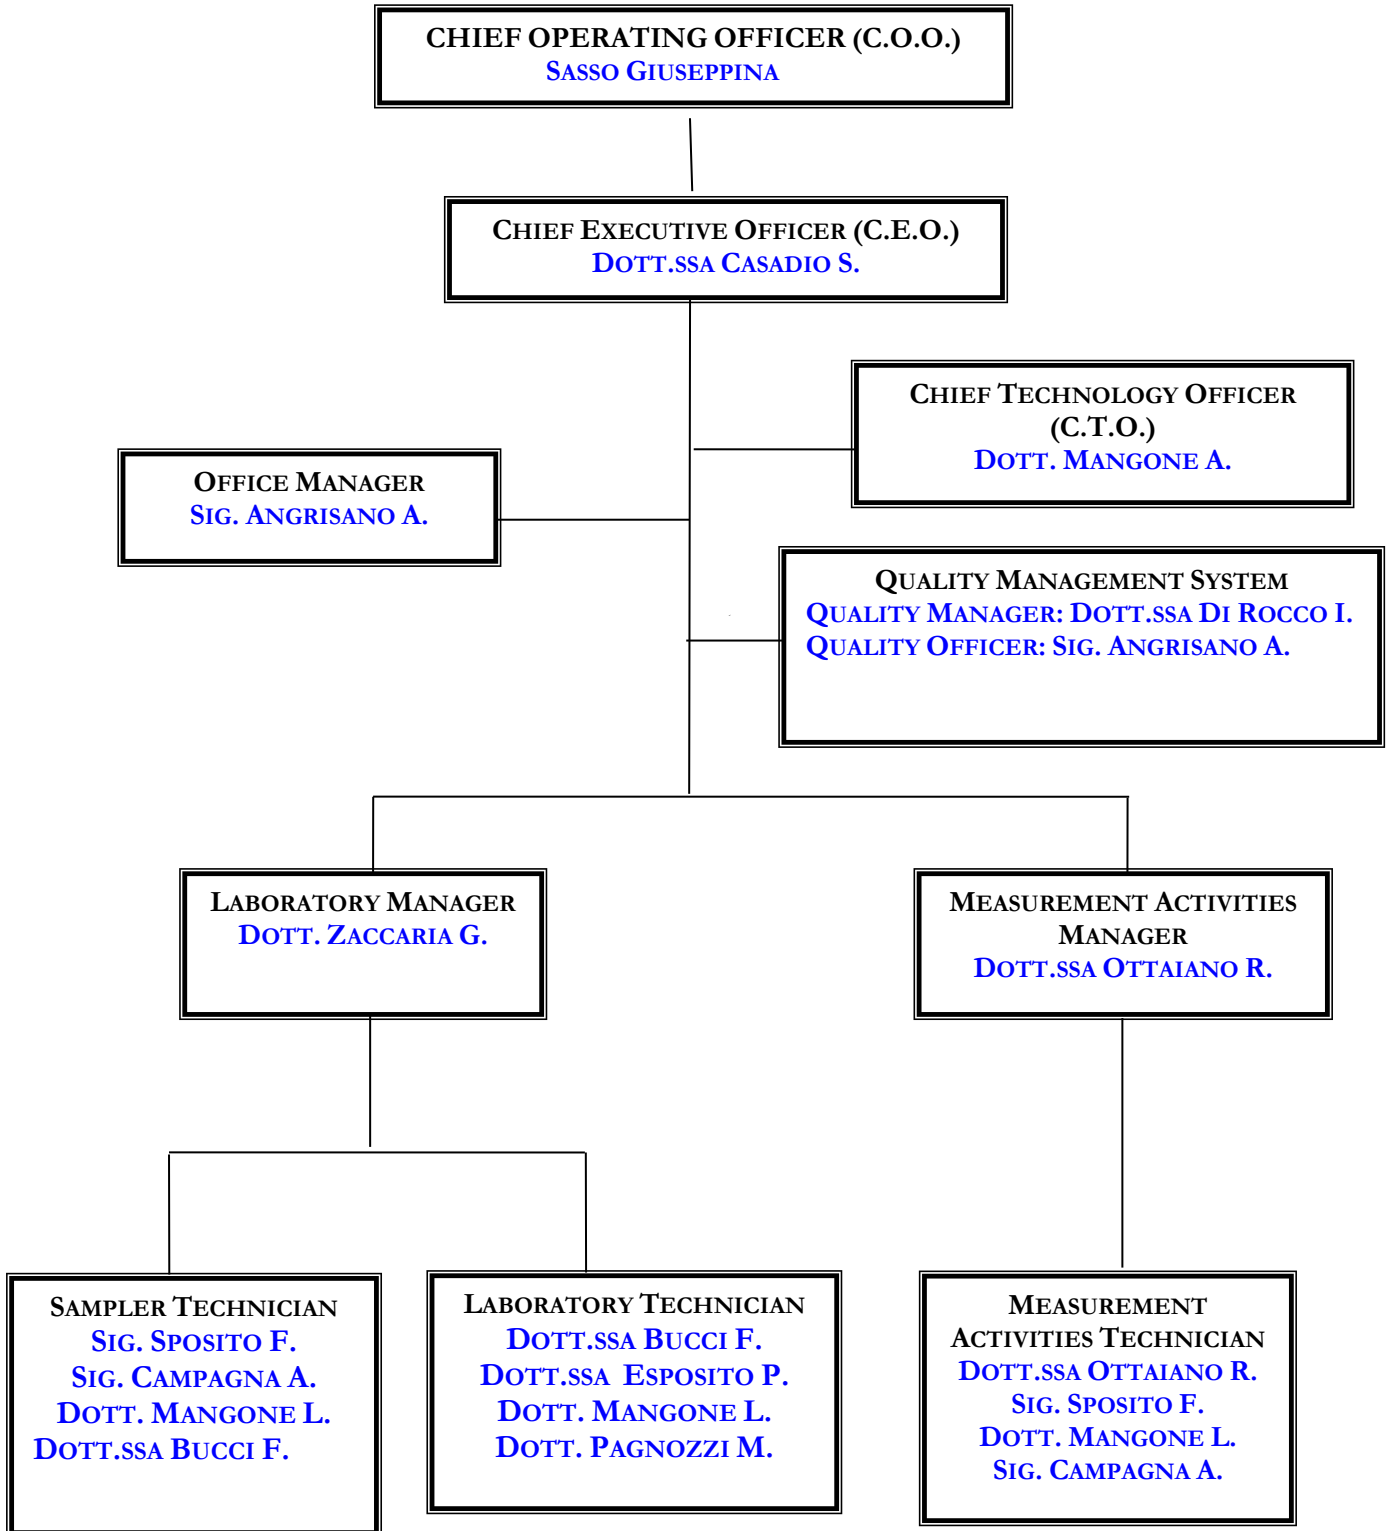 CHIEF OPERATING OFFICER (C.O.O.)
SASSO GIUSEPPINA
CHIEF EXECUTIVE OFFICER (C.E.O.)
DOTT.SSA CASADIO S.
CHIEF TECHNOLOGY OFFICER
(C.T.O.)
DOTT. MANGONE A.
OFFICE MANAGER
SIG. ANGRISANO A.
QUALITY MANAGEMENT SYSTEM
QUALITY MANAGER: DOTT.SSA DI ROCCO I.
QUALITY OFFICER: SIG. ANGRISANO A.
LABORATORY MANAGER
DOTT. ZACCARIA G.
MEASUREMENT ACTIVITIES
MANAGER
DOTT.SSA OTTAIANO R.
SAMPLER TECHNICIAN
SIG. SPOSITO F.
SIG. CAMPAGNA A.
DOTT. MANGONE L.
DOTT.SSA BUCCI F.
LABORATORY TECHNICIAN
DOTT.SSA BUCCI F.
DOTT.SSA ESPOSITO P.
DOTT. MANGONE L.
DOTT. PAGNOZZI M.
MEASUREMENT
ACTIVITIES TECHNICIAN
DOTT.SSA OTTAIANO R.
SIG. SPOSITO F.
DOTT. MANGONE L.
SIG. CAMPAGNA A.